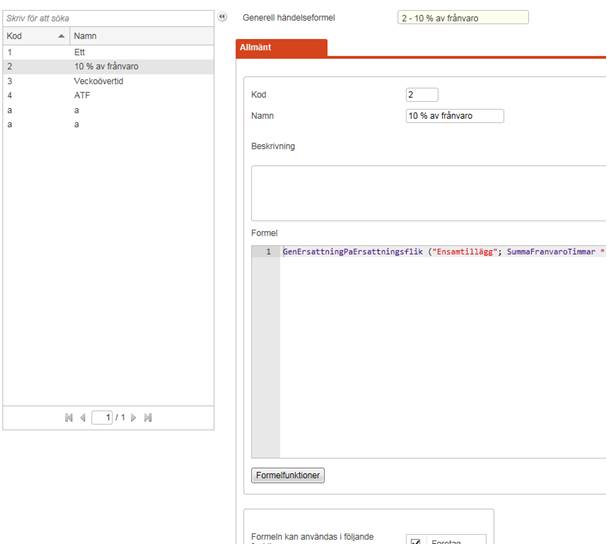 Skriv för att söka
Kod Namn
1 Ett
2 10 % av frånvaro
3 Veckoövertid
4 ATF
a a
a a
1 / 1
Generell händelseformel 2 - 10 % av frånvaro
Allmänt
Kod 2
Namn 10 % av frånvaro
Beskrivning
Formel
1 GenErsattningPaErsattningsflik ("Ensamtillägg"; SummaFranvaroTimmar *
Formelfunktioner
Formeln kan användas i följande
Företag